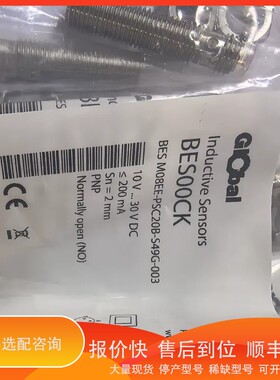 Global
Inductive Sensors
BES00CK
BES M08EE-PSC20B-S49G-003
10 V ... 30 V DC
≤ 200 mA
Sn = 2 mm
PNP
Normally open (NO)
CE
www
选配咨询
报价快 售后到位 顺丰
大量现货 停产型号 稀缺型号 可开